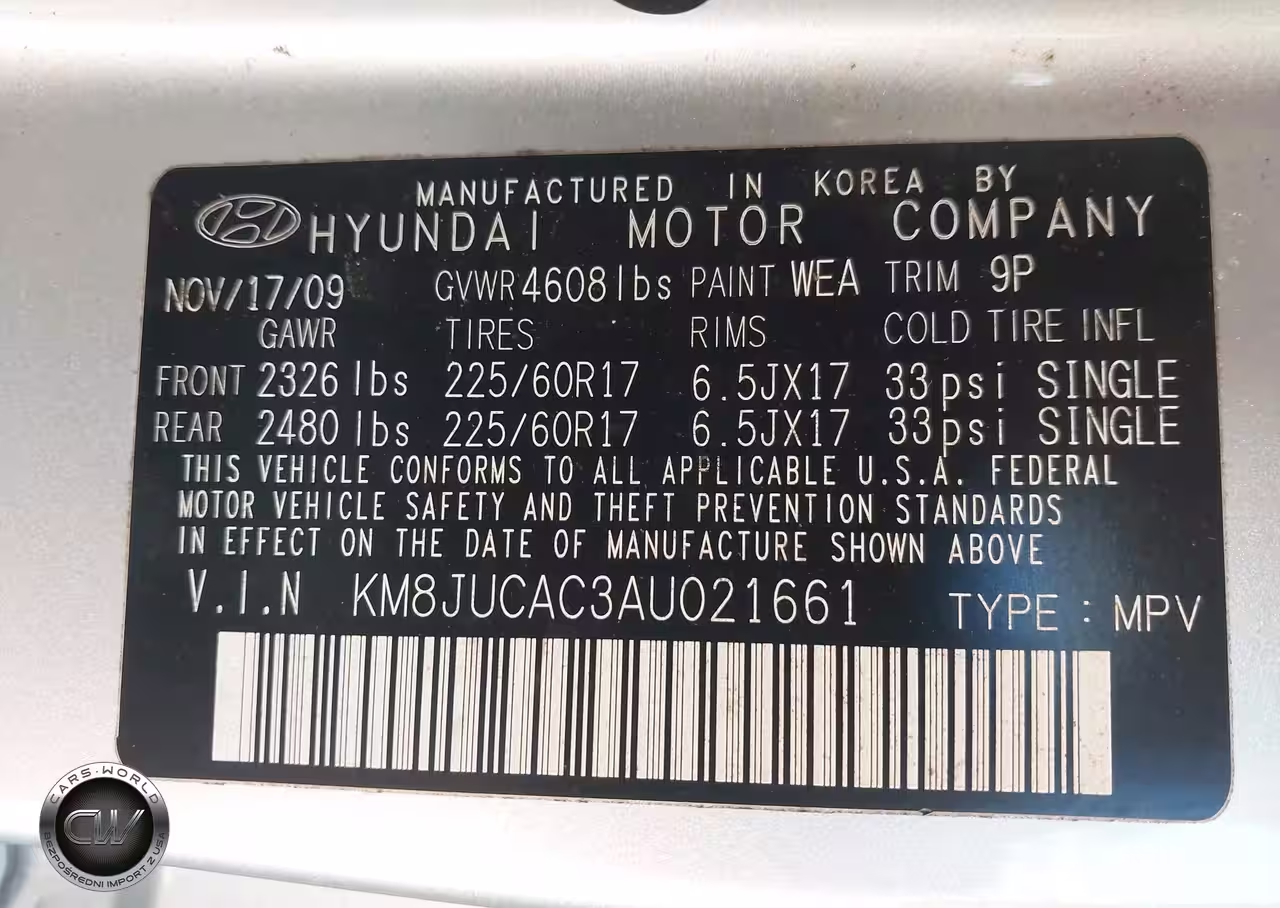 MANUFACTURED IN KOREA BY
HYUNDAI MOTOR COMPANY
NOV/17/09 GVWR 4608 lbs PAINT WEA TRIM 9P
GAWR TIRES RIMS COLD TIRE INFL
FRONT 2326 lbs 225/60R17 6.5JX17 33psi SINGLE
REAR 2480 lbs 225/60R17 6.5JX17 33psi SINGLE
THIS VEHICLE CONFORMS TO ALL APPLICABLE U.S.A. FEDERAL
MOTOR VEHICLE SAFETY AND THEFT PREVENTION STANDARDS
IN EFFECT ON THE DATE OF MANUFACTURE SHOWN ABOVE
V.I.N KM8JUCAC3AU021661 TYPE : MPV
CARS·WORLD
CW
BEZPOŚREDNI IMPORT Z USA